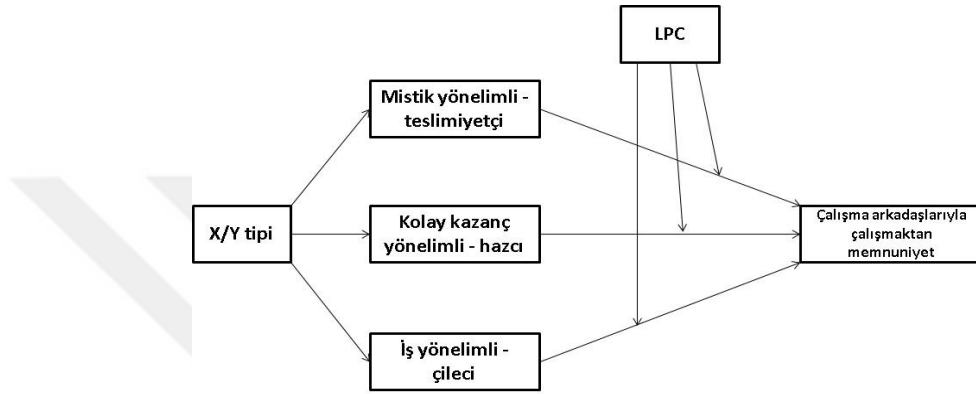 LPC
Mistik yönelimli -
teslimiyetçi
X/Y tipi
Kolay kazanç
yönelimli - hazcı
Çalışma arkadaşlarıyla
çalışmaktan
memnuniyet
İş yönelimli -
çileci